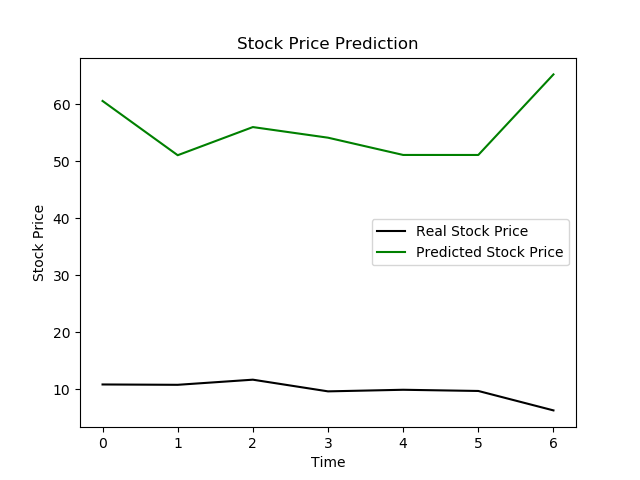 Stock Price Prediction
60
50
40
30
20
10
Stock Price
Real Stock Price
Predicted Stock Price
0 1 2 3 4 5 6
Time